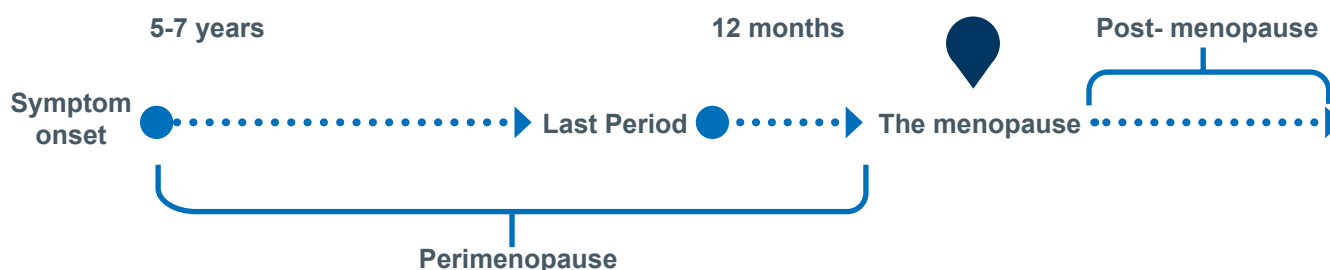 5-7 years
12 months
Post- menopause
Symptom
onset
Last Period
The menopause
Perimenopause